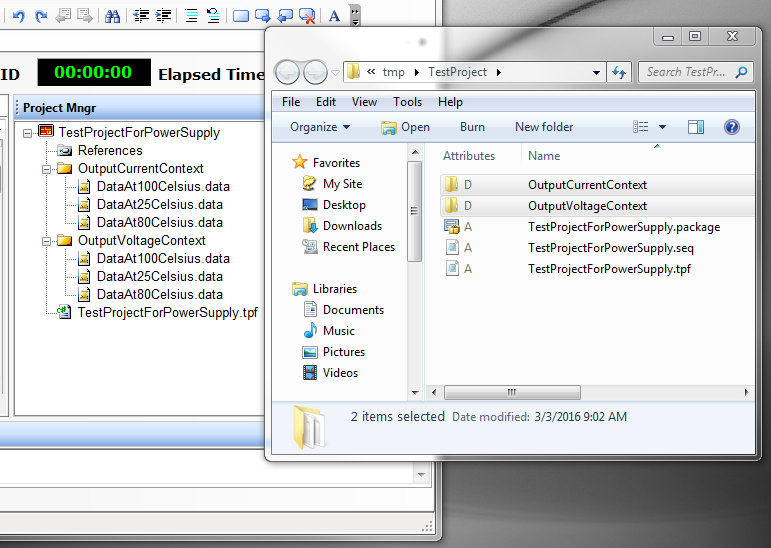 A
ID 00:00:00 Elapsed Time
Project Mngr
TestProjectForPowerSupply
References
OutputCurrentContext
DataAt100Celsius.data
DataAt25Celsius.data
DataAt80Celsius.data
OutputVoltageContext
DataAt100Celsius.data
DataAt25Celsius.data
DataAt80Celsius.data
TestProjectForPowerSupply.tpf
« tmp TestProject Search TestPr...
File Edit View Tools Help
Organize Open Burn New folder
Favorites
My Site
Desktop
Downloads
Recent Places
Libraries
Documents
Music
Pictures
Videos
Attributes Name
D OutputCurrentContext
D OutputVoltageContext
A TestProjectForPowerSupply.package
A TestProjectForPowerSupply.seq
A TestProjectForPowerSupply.tpf
2 items selected Date modified: 3/3/2016 9:02 AM